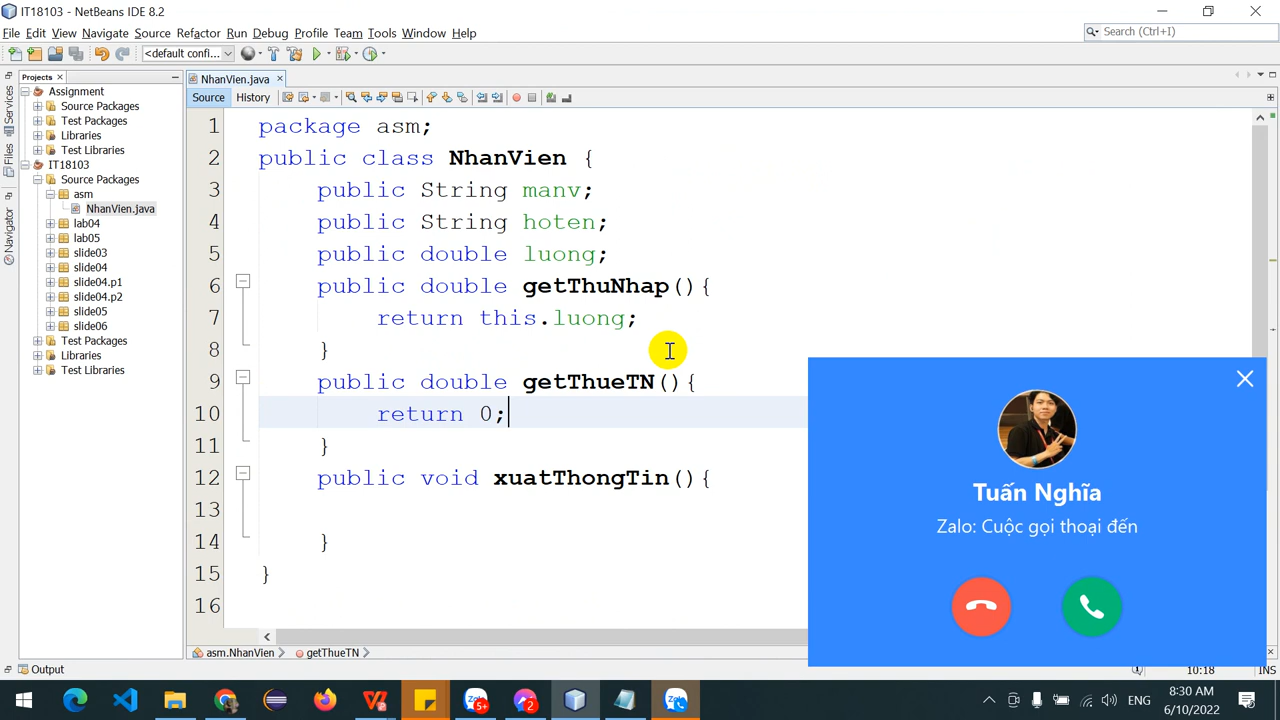 IT18103 - NetBeans IDE 8.2
File Edit View Navigate Source Refactor Run Debug Profile Team Tools Window Help
Search (Ctrl+I)
<default confi...
Projects
NhanVien.java
Source History
Services
Files
Navigator
Assignment
Source Packages
Test Packages
Libraries
Test Libraries
IT18103
Source Packages
asm
NhanVien.java
lab04
lab05
slide03
slide04
slide04.p1
slide04.p2
slide05
slide06
Test Packages
Libraries
Test Libraries
1 package asm;
2 public class NhanVien {
3 public String manv;
4 public String hoten;
5 public double luong;
6 public double getThuNhap(){
7 return this.luong;
8 }
9 public double getThueTN(){
10 return 0;
11 }
12 public void xuatThongTin(){
13
14 }
15 }
16
Tuấn Nghĩa
Zalo: Cuộc gọi thoại đến
asm.NhanVien getThueTN
Output
10:18 INS
5+
2
ENG
8:30 AM
6/10/2022